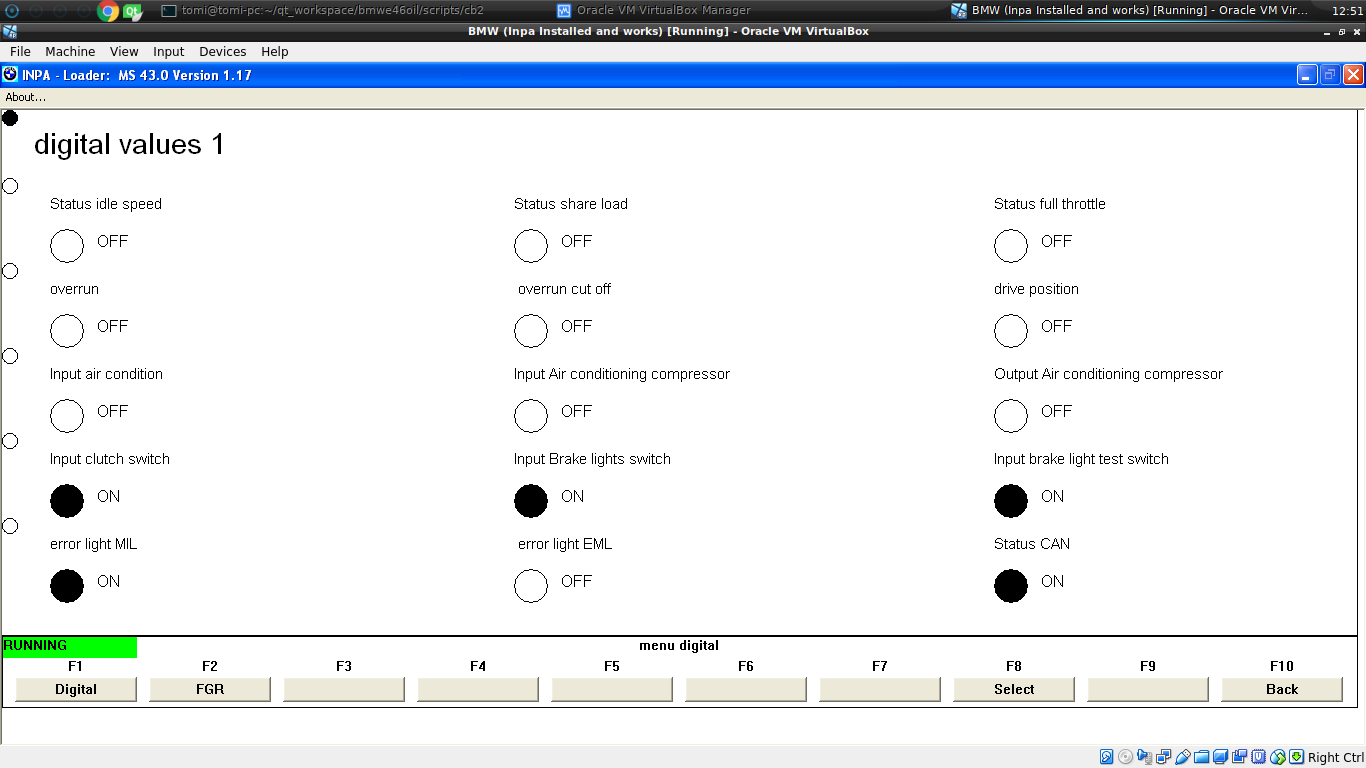 tomi@tomi-pc:~/qt_workspace/bmwe46oil/scripts/cb2 Oracle VM VirtualBox Manager BMW (Inpa Installed and works) [Running] - Oracle VM Vir... 12:51
BMW (Inpa Installed and works) [Running] - Oracle VM VirtualBox
File Machine View Input Devices Help
INPA - Loader: MS 43.0 Version 1.17
About...
digital values 1
Status idle speed Status share load Status full throttle
OFF OFF OFF
overrun overrun cut off drive position
OFF OFF OFF
Input air condition Input Air conditioning compressor Output Air conditioning compressor
OFF OFF OFF
Input clutch switch Input Brake lights switch Input brake light test switch
ON ON ON
error light MIL error light EML Status CAN
ON OFF ON
RUNNING menu digital
F1 F2 F3 F4 F5 F6 F7 F8 F9 F10
Digital FGR Select Back
Right Ctrl